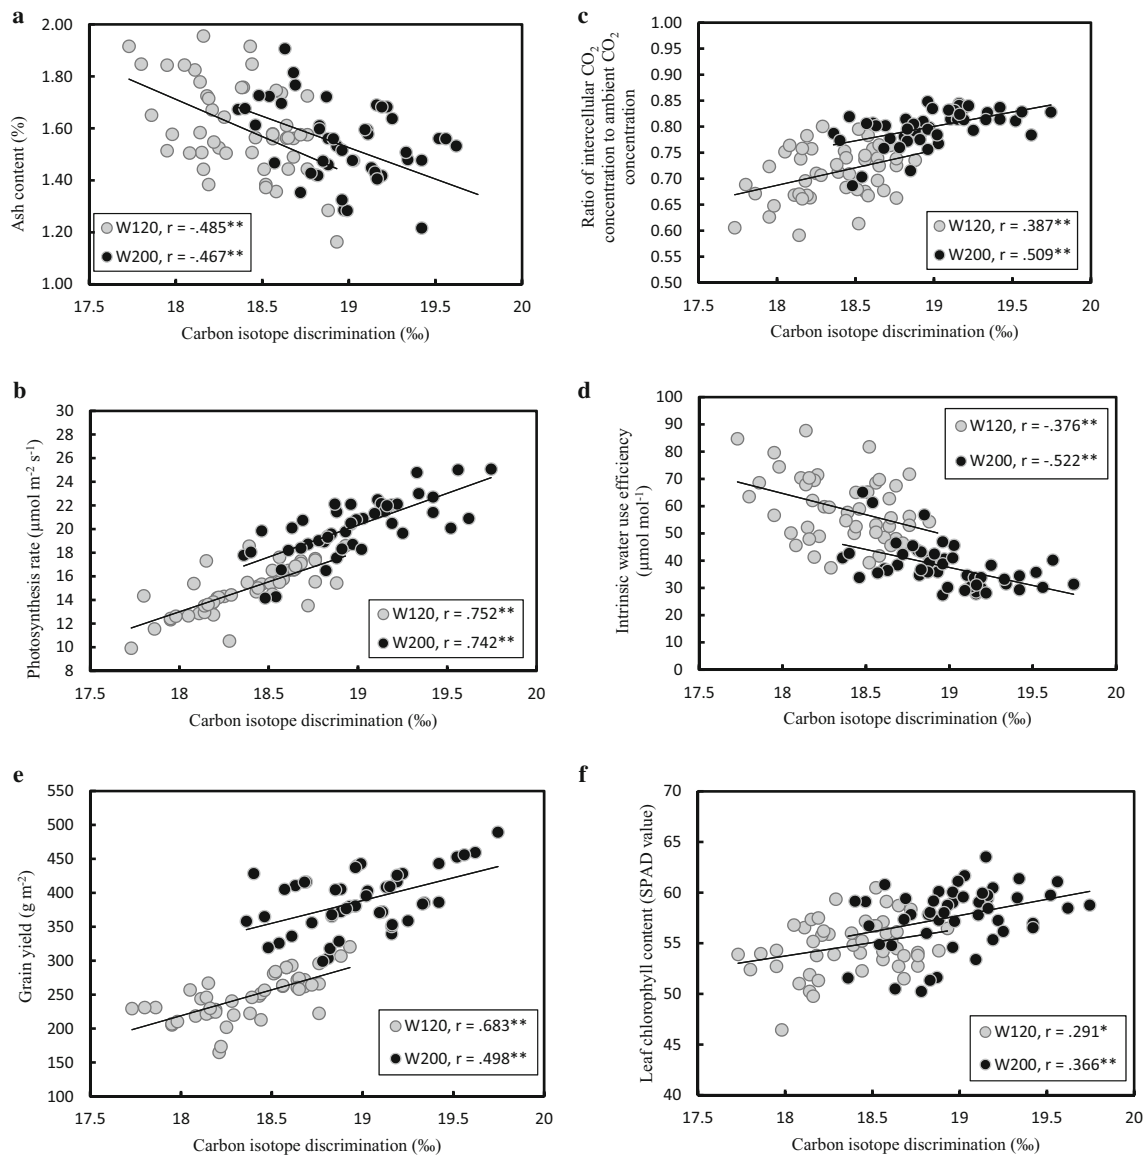 a
Ash content (%)
2.00
1.80
1.60
1.40
1.20
1.00
W120, r = -.485**
W200, r = -.467**
17.5 18 18.5 19 19.5 20
Carbon isotope discrimination (‰)
c
Ratio of intercellular CO2
concentration to ambient CO2
concentration
1.00
0.95
0.90
0.85
0.80
0.75
0.70
0.65
0.60
0.55
0.50
W120, r = .387**
W200, r = .509**
17.5 18 18.5 19 19.5 20
Carbon isotope discrimination (‰)
b
Photosynthesis rate (µmol m-2 s-1)
30
28
26
24
22
20
18
16
14
12
10
8
W120, r = .752**
W200, r = .742**
17.5 18 18.5 19 19.5 20
Carbon isotope discrimination (‰)
d
Intrinsic water use efficiency
(µmol mol-1)
100
90
80
70
60
50
40
30
20
10
0
W120, r = -.376**
W200, r = -.522**
17.5 18 18.5 19 19.5 20
Carbon isotope discrimination (‰)
e
Grain yield (g m-2)
550
500
450
400
350
300
250
200
150
100
W120, r = .683**
W200, r = .498**
17.5 18 18.5 19 19.5 20
Carbon isotope discrimination (‰)
f
Leaf chlorophyll content (SPAD value)
70
65
60
55
50
45
40
W120, r = .291*
W200, r = .366**
17.5 18 18.5 19 19.5 20
Carbon isotope discrimination (‰)